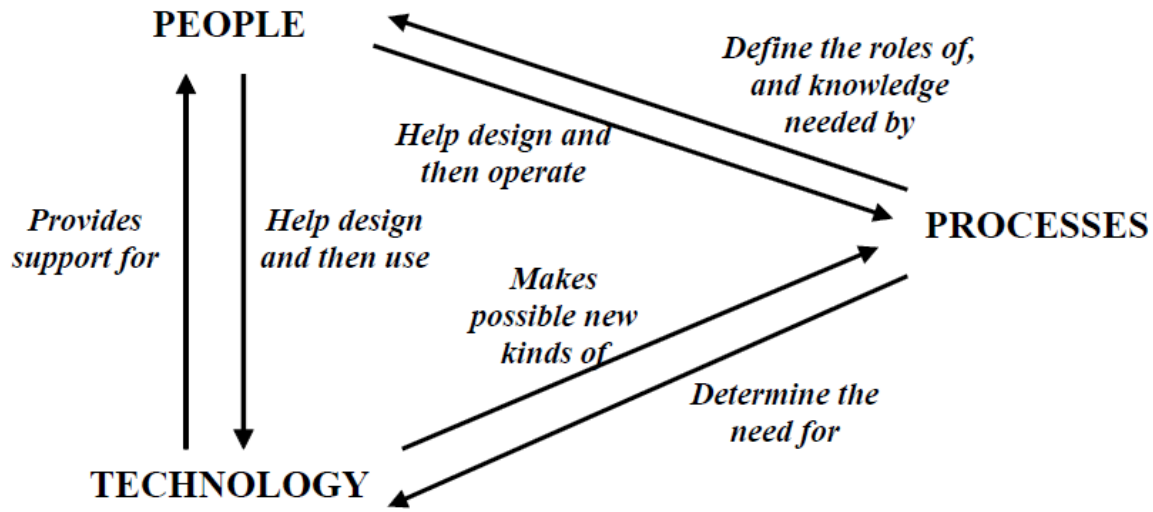 PEOPLE
Define the roles of,
and knowledge
needed by
Help design and
then operate
Provides
support for
Help design
and then use
PROCESSES
Makes
possible new
kinds of
Determine the
need for
TECHNOLOGY